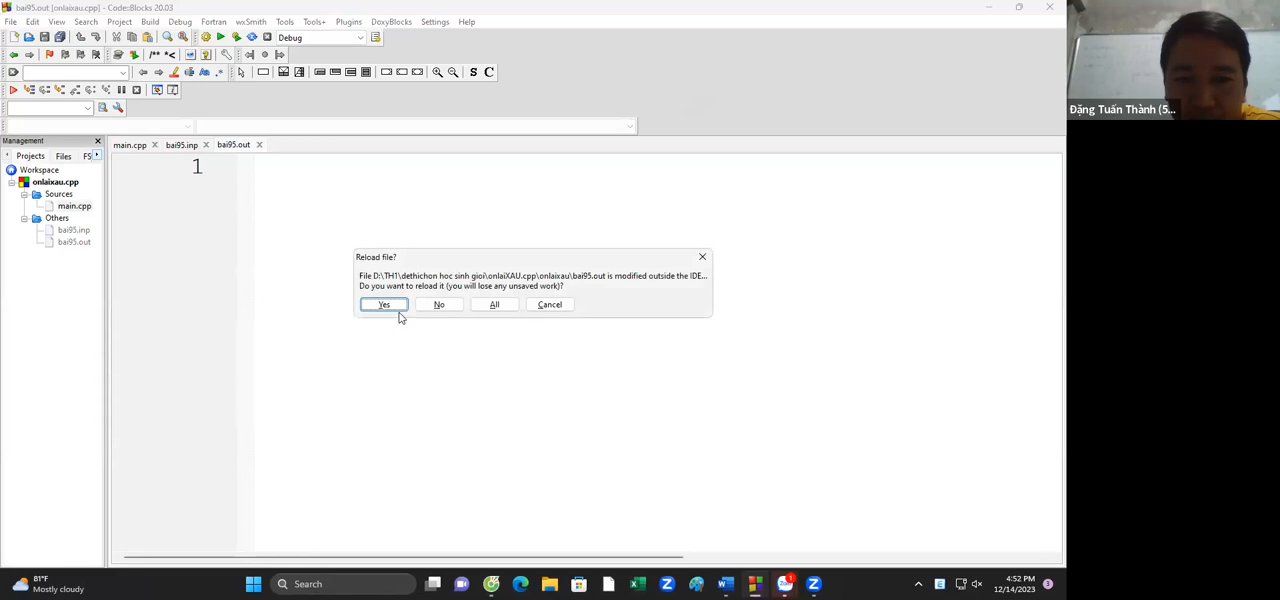 bai95.out [onlaixau] - Code::Blocks 20.03
File Edit View Search Project Build Debug Fortran wxSmith Tools Tools+ Plugins DoxyBlocks Settings Help
Debug
/** *<
S C
Management
Projects Files FS
main.cpp bai95.inp bai95.out
Workspace
onlaixau.cpp
Sources
main.cpp
Others
bai95.inp
bai95.out
1
Reload file?
File D:\TH1\dethichon hoc sinh gioi\onlaiXAU.cpp\onlaixau\bai95.out is modified outside the IDE...
Do you want to reload it (you will lose any unsaved work)?
Yes No All Cancel
Đặng Tuấn Thành (5...
81°F
Mostly cloudy
Search
4:52 PM
12/14/2023